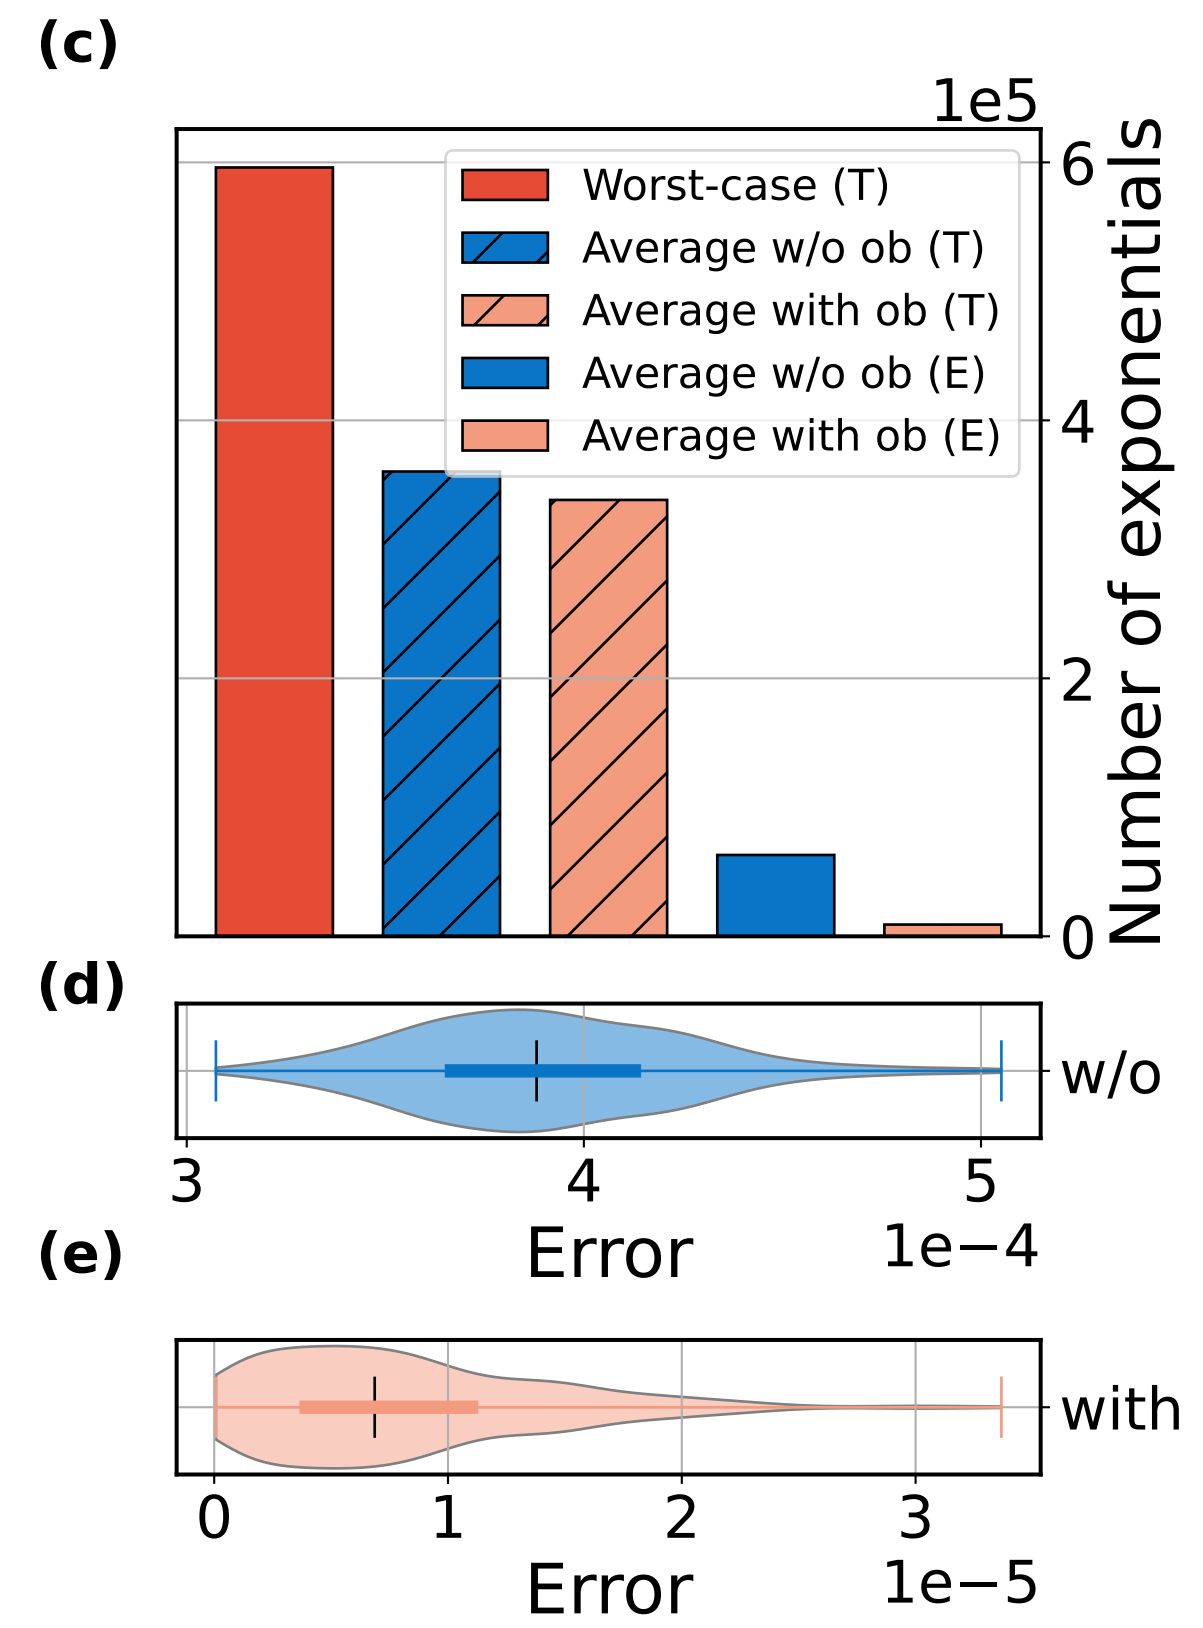 (c)
1e5
Worst-case (T)
Average w/o ob (T)
Average with ob (T)
Average w/o ob (E)
Average with ob (E)
6
4
2
0
Number of exponentials
(d)
w/o
3 4 5
Error
1e−4
(e)
with
0 1 2 3
Error
1e−5